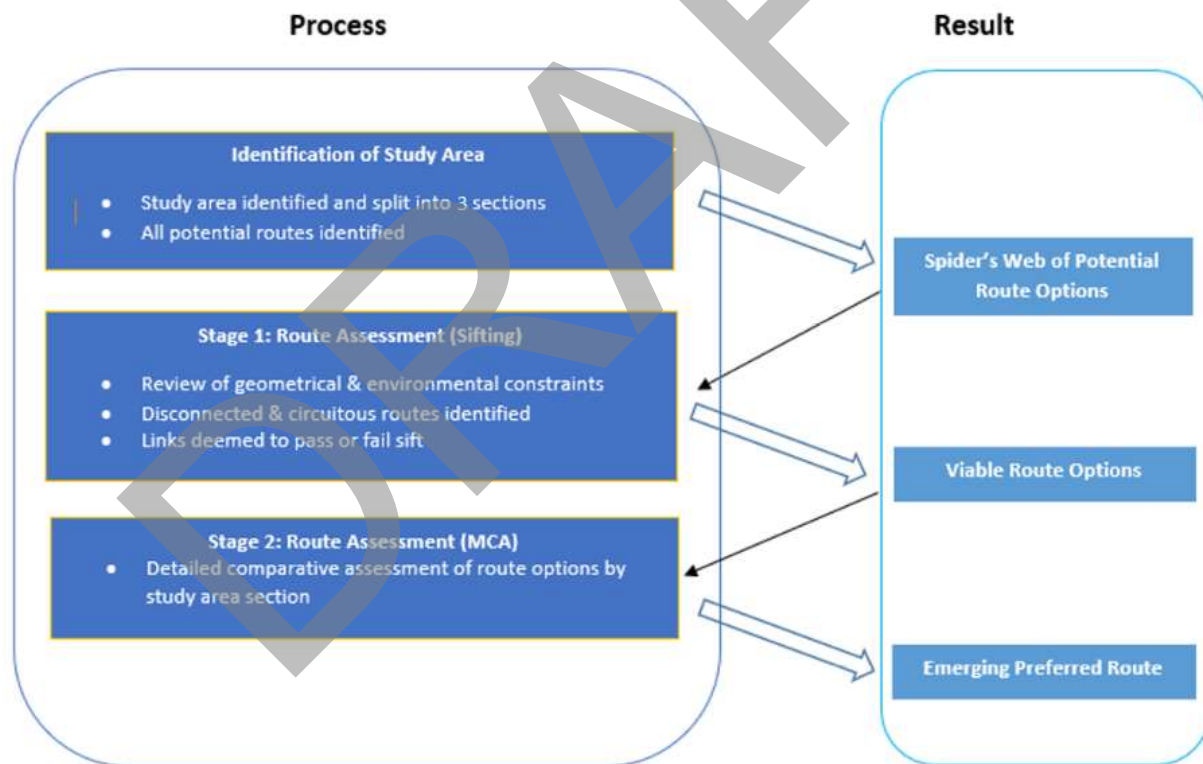 Process
Result
Identification of Study Area
• Study area identified and split into 3 sections
• All potential routes identified
Spider's Web of Potential
Route Options
Stage 1: Route Assessment (Sifting)
• Review of geometrical & environmental constraints
• Disconnected & circuitous routes identified
• Links deemed to pass or fail sift
Viable Route Options
Stage 2: Route Assessment (MCA)
• Detailed comparative assessment of route options by
study area section
Emerging Preferred Route